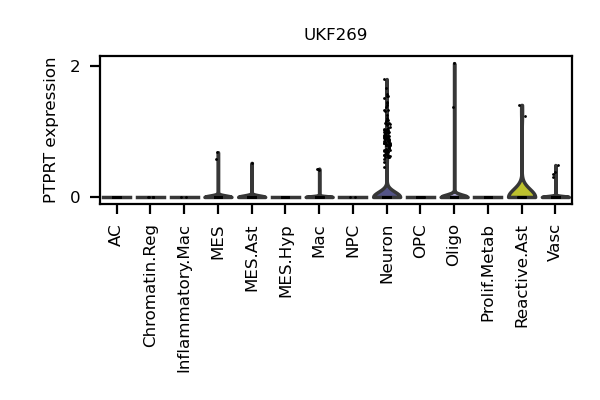 UKF269
PTPRT expression
2
0
AC
Chromatin.Reg
Inflammatory.Mac
MES
MES.Ast
MES.Hyp
Mac
NPC
Neuron
OPC
Oligo
Prolif.Metab
Reactive.Ast
Vasc